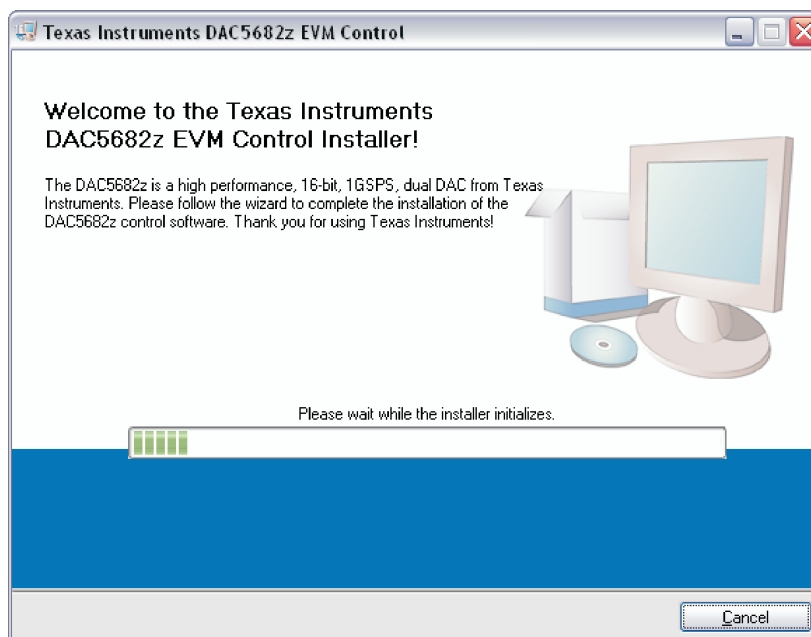 Texas Instruments DAC5682z EVM Control
Welcome to the Texas Instruments
DAC5682z EVM Control Installer!
The DAC5682z is a high performance, 16-bit, 1GSPS, dual DAC from Texas
Instruments. Please follow the wizard to complete the installation of the
DAC5682z control software. Thank you for using Texas Instruments!
Please wait while the installer initializes.
Cancel